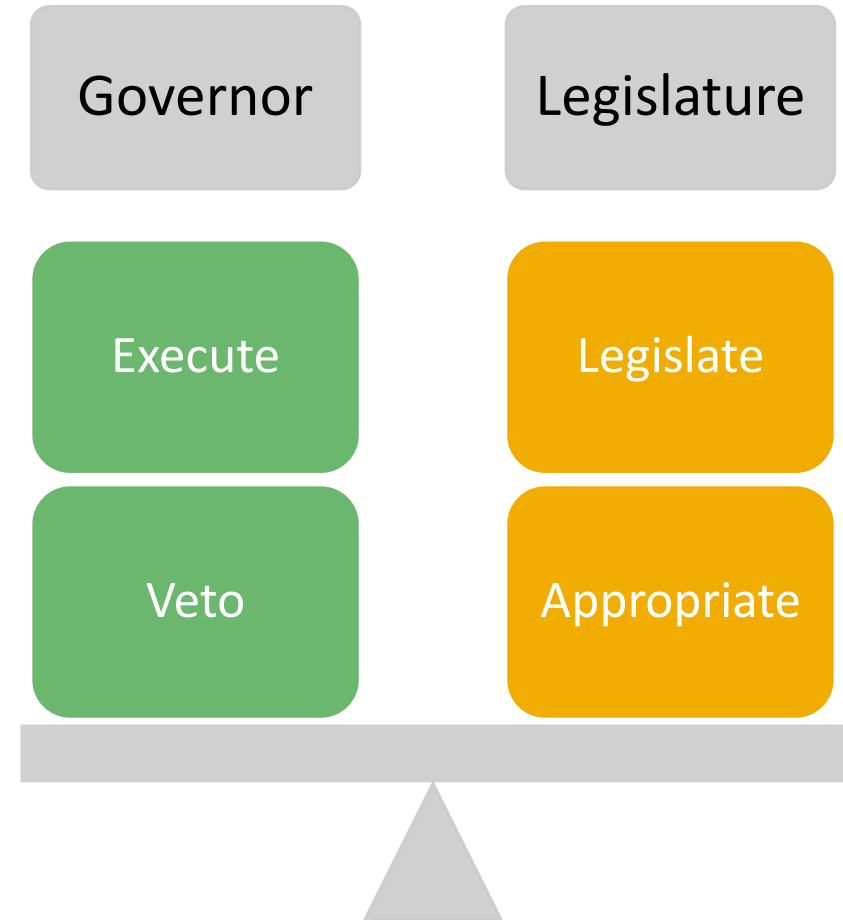 Governor
Legislature
Execute
Legislate
Veto
Appropriate